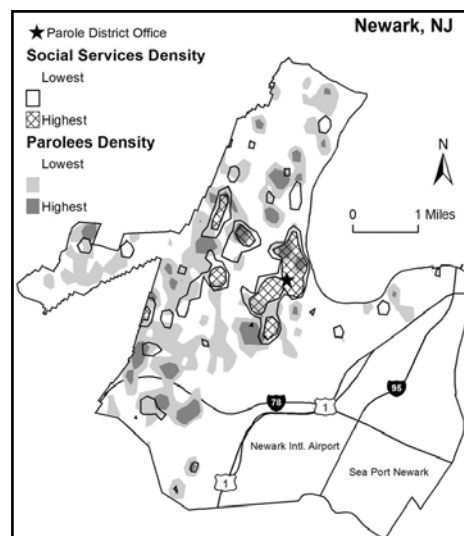 Newark, NJ
Parole District Office
Social Services Density
Lowest
Highest
Parolees Density
Lowest
Highest
N
0 1 Miles
78
1
95
Newark Intl. Airport
Sea Port Newark
1